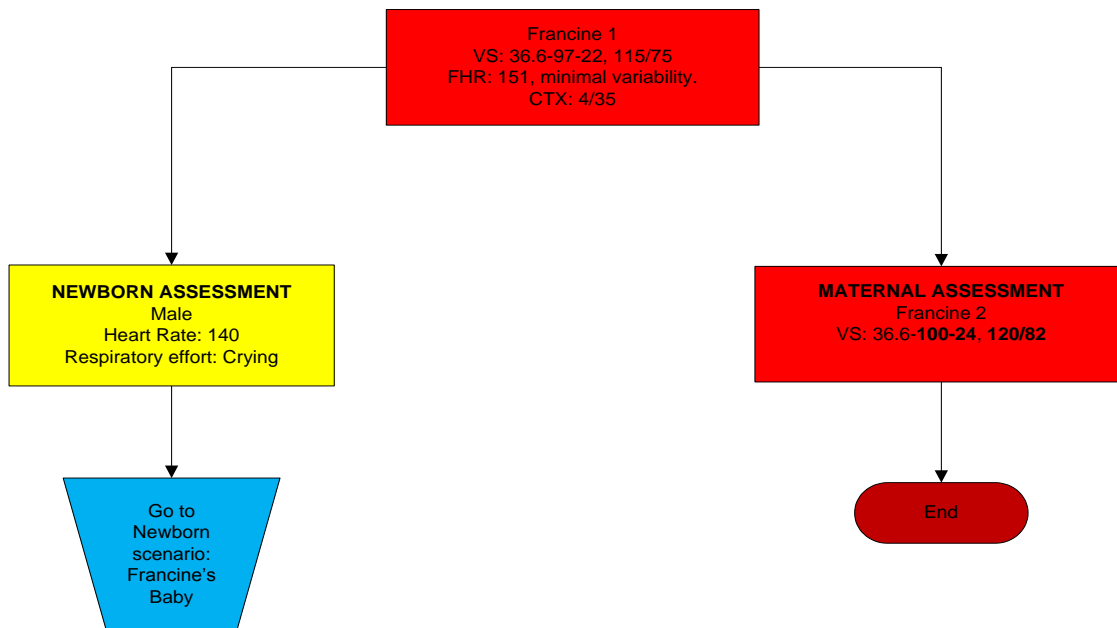 Francine 1
VS: 36.6-97-22, 115/75
FHR: 151, minimal variability.
CTX: 4/35
NEWBORN ASSESSMENT
Male
Heart Rate: 140
Respiratory effort: Crying
MATERNAL ASSESSMENT
Francine 2
VS: 36.6-100-24, 120/82
Go to
Newborn
scenario:
Francine’s
Baby
End